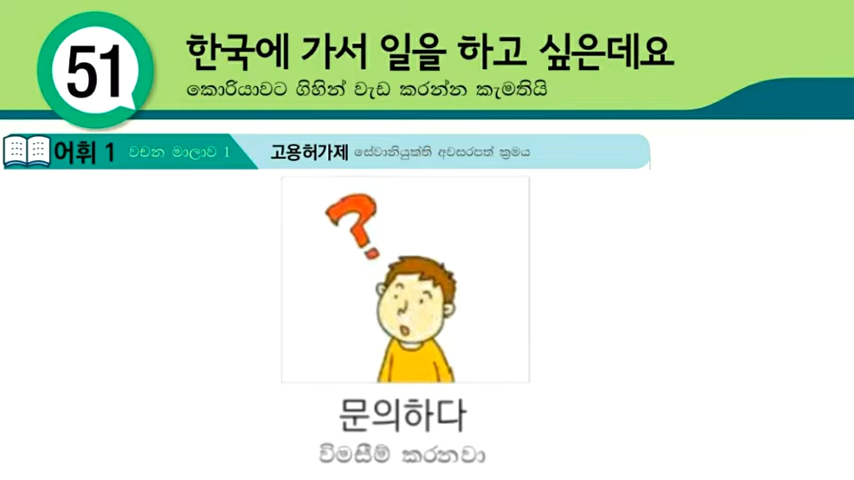 51
한국에 가서 일을 하고 싶은데요
කොරියාවට ගිහින් වැඩ කරන්න කැමතියි
어휘 1 වචන මාලාව 1 고용허가제 සේවානියුක්ති අවසරපත් ක්‍රමය
?
문의하다
විමසීම් කරනවා